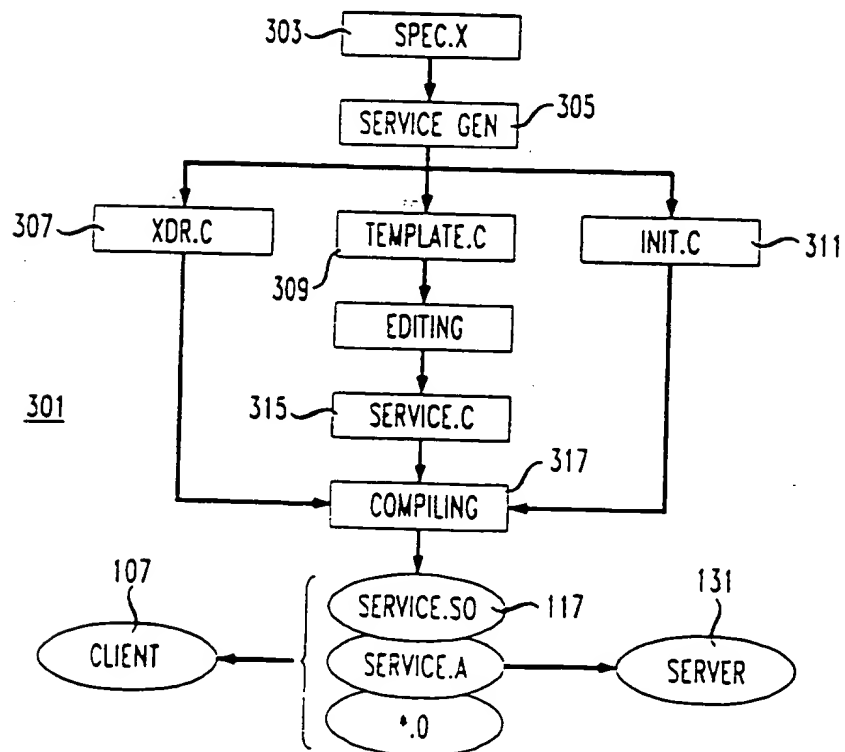 303
SPEC.X
SERVICE GEN
305
307
XDR.C
TEMPLATE.C
309
INIT.C
311
EDITING
301
315
SERVICE.C
317
COMPILING
107
CLIENT
SERVICE.SO
117
SERVICE.A
*.O
131
SERVER